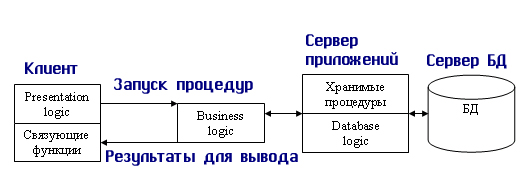 Клиент
Presentation
logic
Связующие
функции
Запуск процедур
Business
logic
Результаты для вывода
Сервер
приложений
Хранимые
процедуры
Database
logic
Сервер БД
БД